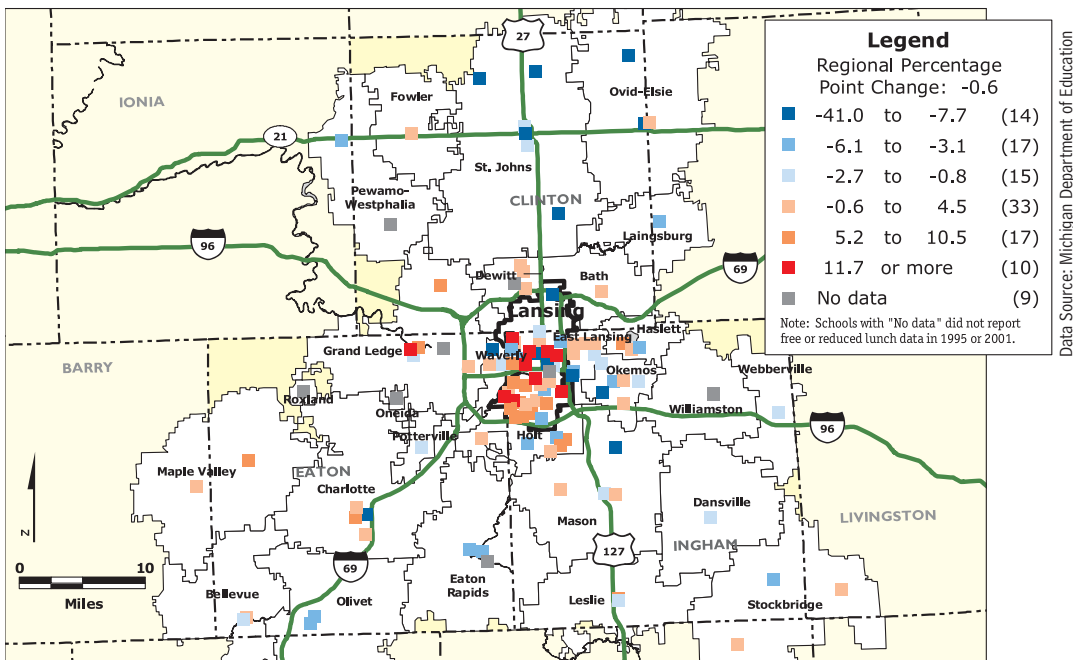 Legend
Regional Percentage
Point Change: -0.6
-41.0 to -7.7 (14)
-6.1 to -3.1 (17)
-2.7 to -0.8 (15)
-0.6 to 4.5 (33)
5.2 to 10.5 (17)
11.7 or more (10)
No data (9)
Note: Schools with "No data" did not report
free or reduced lunch data in 1995 or 2001.
Data Source: Michigan Department of Education
27
IONIA
Fowler
Ovid-Elsie
21
St. Johns
Pewamo-
Westphalia
CLINTON
Laingsburg
96
69
Dewitt
Bath
Lansing
Haslett
East Lansing
Grand Ledge
Waverly
BARRY
Okemos
Webberville
Roxland
Oneida
Williamston
96
Potterville
Holt
Maple Valley
EATON
Charlotte
Dansville
LIVINGSTON
Mason
INGHAM
N
127
69
0 10
Miles
Eaton
Rapids
Bellevue
Olivet
Leslie
Stockbridge